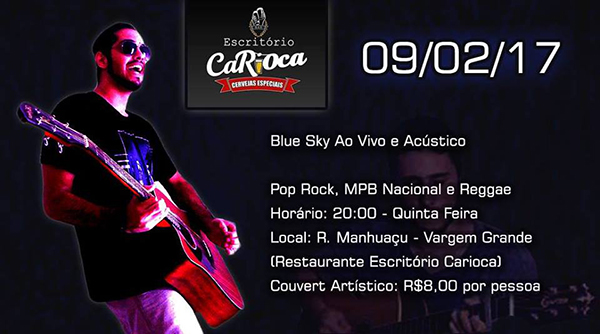 Escritório
CaRioca
CERVEJAS ESPECIAIS
09/02/17
Blue Sky Ao Vivo e Acústico
Pop Rock, MPB Nacional e Reggae
Horário: 20:00 - Quinta Feira
Local: R. Manhuaçu - Vargem Grande
(Restaurante Escritório Carioca)
Couvert Artístico: R$8,00 por pessoa